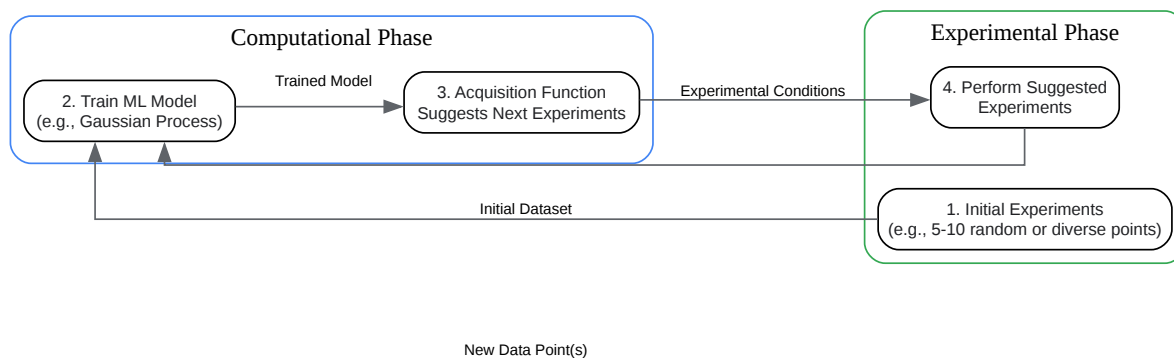 Computational Phase
Experimental Phase
Trained Model
2. Train ML Model
(e.g., Gaussian Process)
3. Acquisition Function
Suggests Next Experiments
Experimental Conditions
4. Perform Suggested
Experiments
Initial Dataset
1. Initial Experiments
(e.g., 5-10 random or diverse points)
New Data Point(s)